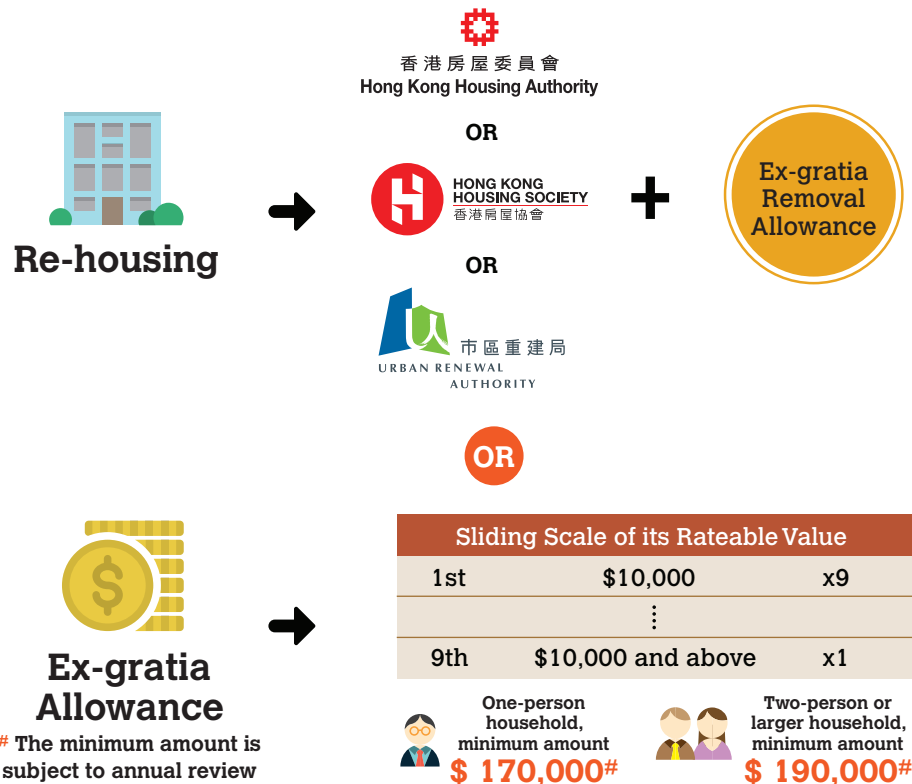 香港房屋委員會
Hong Kong Housing Authority
OR
HONG KONG
HOUSING SOCIETY
香港房屋協會
OR
市區重建局
URBAN RENEWAL
AUTHORITY
Re-housing
+
Ex-gratia
Removal
Allowance
OR
$
Ex-gratia
Allowance
# The minimum amount is
subject to annual review
Sliding Scale of its Rateable Value
1st $10,000 x9
⋮
9th $10,000 and above x1
One-person
household,
minimum amount
$ 170,000#
Two-person or
larger household,
minimum amount
$ 190,000#